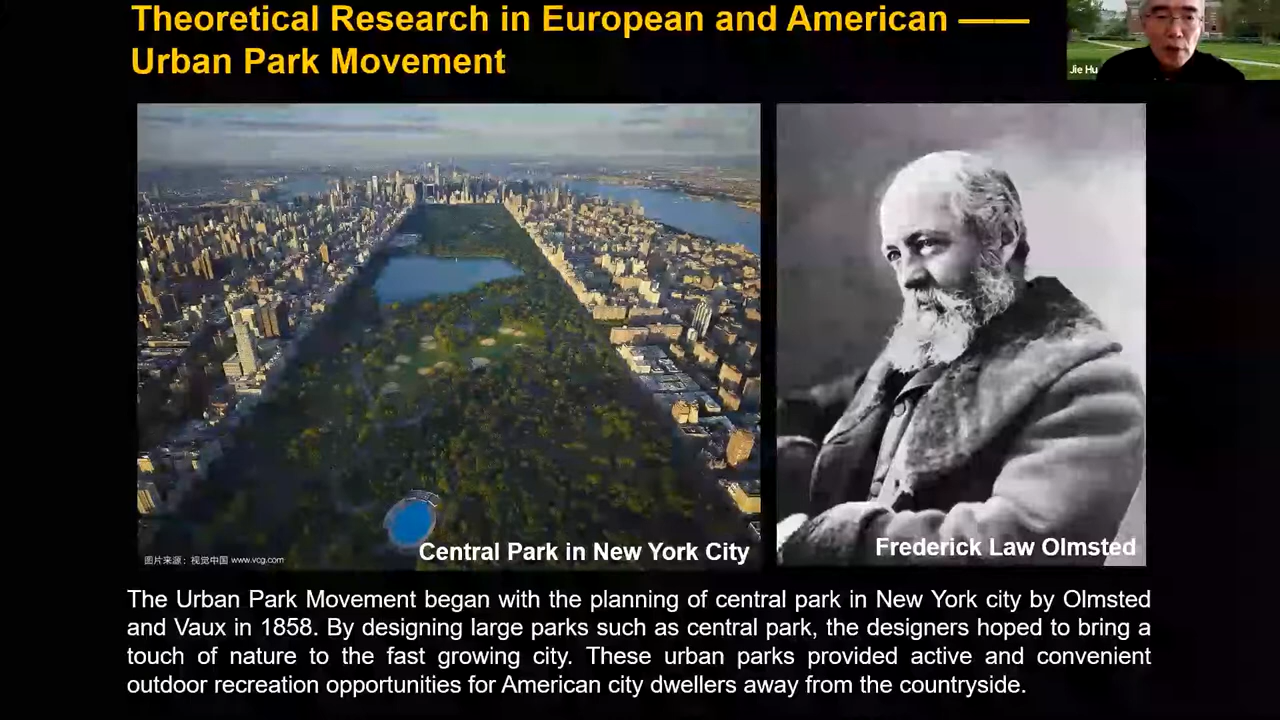 Theoretical Research in European and American ——
Urban Park Movement
Jie Hu
图片来源：视觉中国 www.vcg.com
Central Park in New York City
Frederick Law Olmsted
The Urban Park Movement began with the planning of central park in New York city by Olmsted
and Vaux in 1858. By designing large parks such as central park, the designers hoped to bring a
touch of nature to the fast growing city. These urban parks provided active and convenient
outdoor recreation opportunities for American city dwellers away from the countryside.